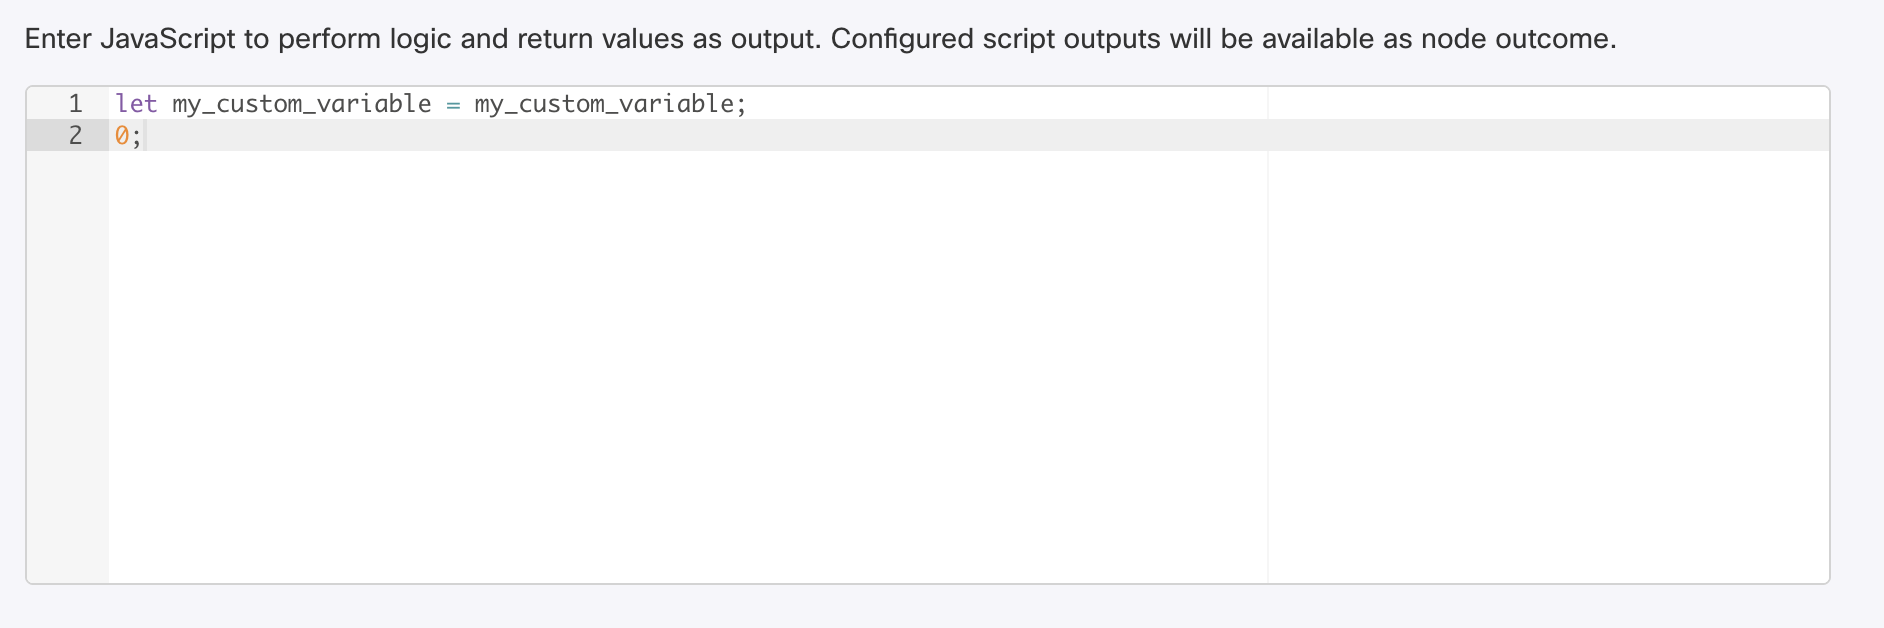 Enter JavaScript to perform logic and return values as output. Configured script outputs will be available as node outcome.
1 let my_custom_variable = my_custom_variable;
2 0;